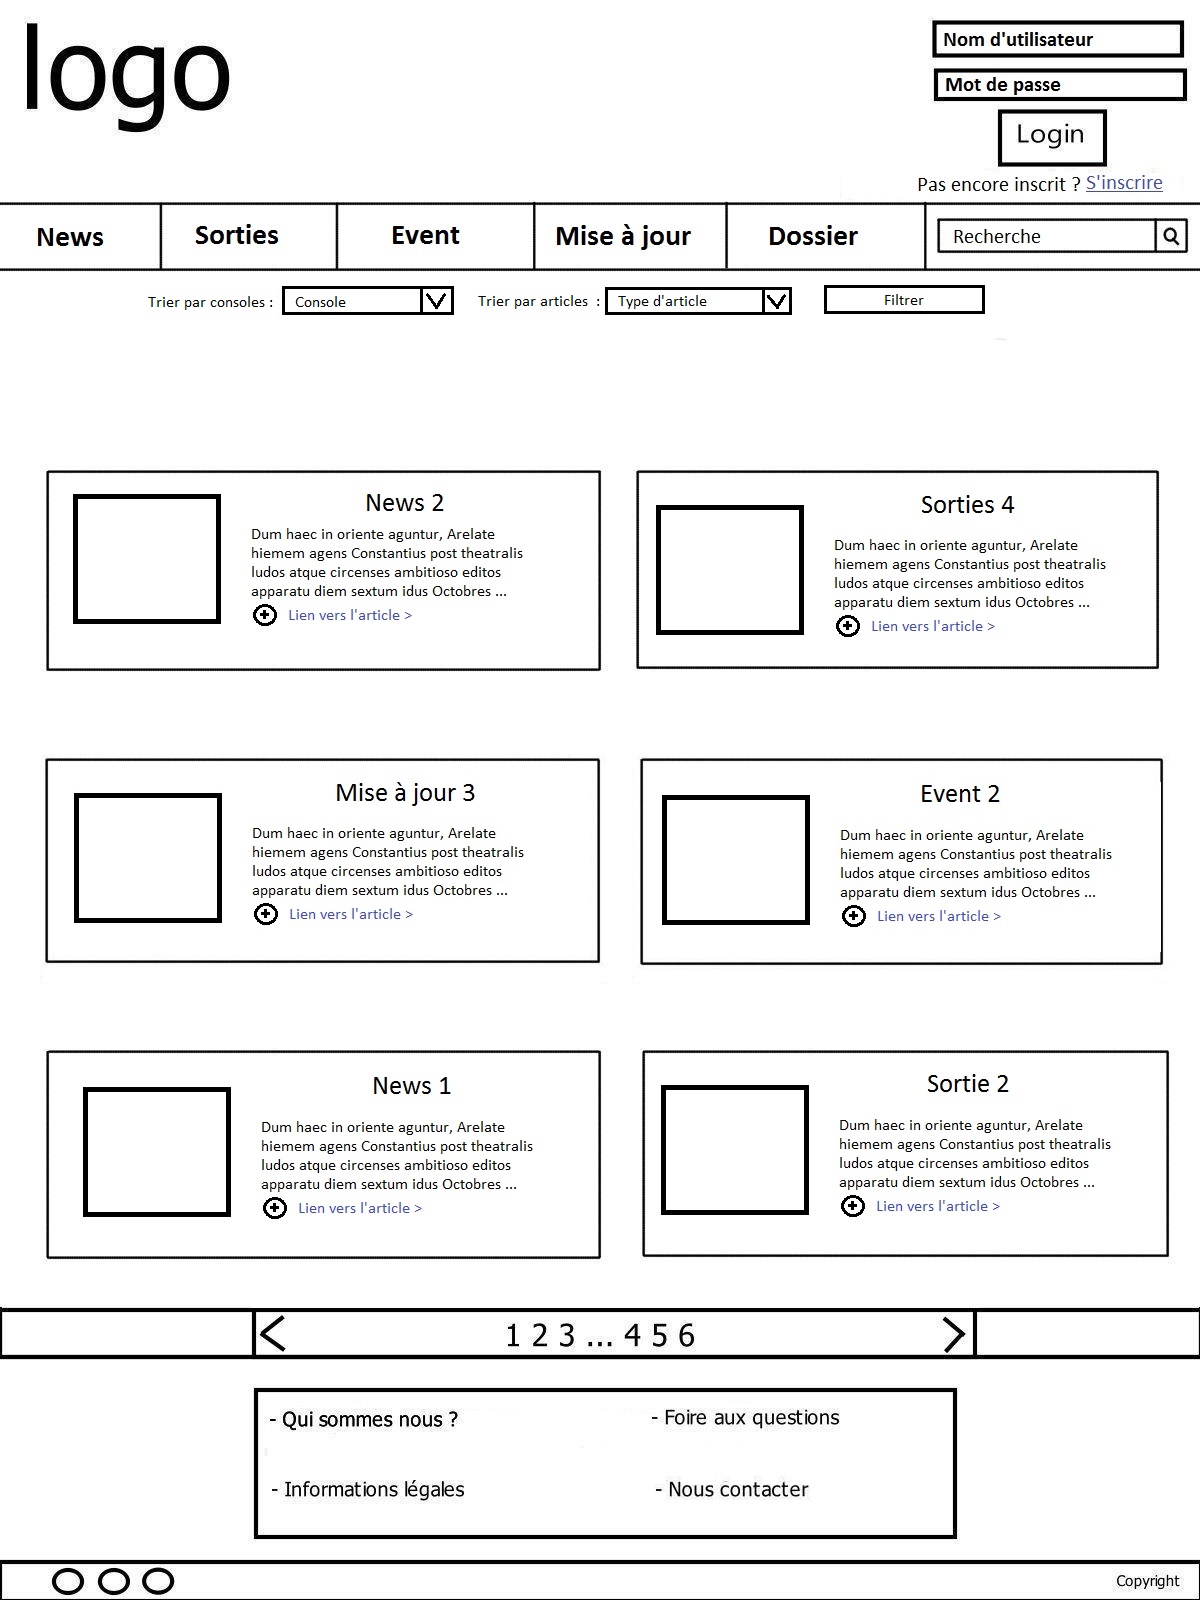 logo
Nom d'utilisateur
Mot de passe
Login
Pas encore inscrit ? S'inscrire
News Sorties Event Mise à jour Dossier Recherche
Trier par consoles : Console Trier par articles : Type d'article Filtrer
News 2
Dum haec in oriente aguntur, Arelate
hiemem agens Constantius post theatralis
ludos atque circenses ambitioso editos
apparatu diem sextum idus Octobres ...
Lien vers l'article >
Sorties 4
Dum haec in oriente aguntur, Arelate
hiemem agens Constantius post theatralis
ludos atque circenses ambitioso editos
apparatu diem sextum idus Octobres ...
Lien vers l'article >
Mise à jour 3
Dum haec in oriente aguntur, Arelate
hiemem agens Constantius post theatralis
ludos atque circenses ambitioso editos
apparatu diem sextum idus Octobres ...
Lien vers l'article >
Event 2
Dum haec in oriente aguntur, Arelate
hiemem agens Constantius post theatralis
ludos atque circenses ambitioso editos
apparatu diem sextum idus Octobres ...
Lien vers l'article >
News 1
Dum haec in oriente aguntur, Arelate
hiemem agens Constantius post theatralis
ludos atque circenses ambitioso editos
apparatu diem sextum idus Octobres ...
Lien vers l'article >
Sortie 2
Dum haec in oriente aguntur, Arelate
hiemem agens Constantius post theatralis
ludos atque circenses ambitioso editos
apparatu diem sextum idus Octobres ...
Lien vers l'article >
1 2 3 ... 4 5 6
- Qui sommes nous ? - Foire aux questions
- Informations légales - Nous contacter
Copyright